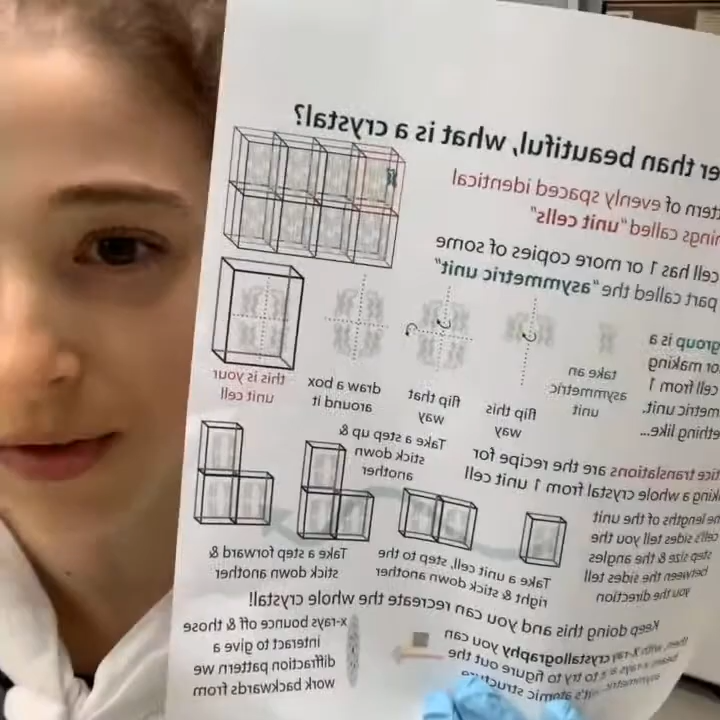 er than beautiful, what is a crystal?
ttern of evenly spaced identical
hings called "unit cells"
cell has 1 or more copies of some
part called the "asymmetric unit"
group is a
or making
cell from 1
metric unit.
ething like...
take an
asymmetric
unit
flip this
way
flip that
way
draw a box
around it
this is your
unit cell
tice translations are the recipe for
king a whole crystal from 1 unit cell
he lengths of the unit
cell's sides tell you the
step size & the angles
between the sides tell
you the direction
Take a unit cell, step to the
right & stick down another
Take a step up &
stick down
another
Take a step forward &
stick down another
Keep doing this and you can recreate the whole crystal!
then, with X-ray crystallography you can
beam x-rays to try to figure out the
asymmetric it's atomic structure
x-rays bounce off & those
interact to give a
diffraction pattern we
work backwards from